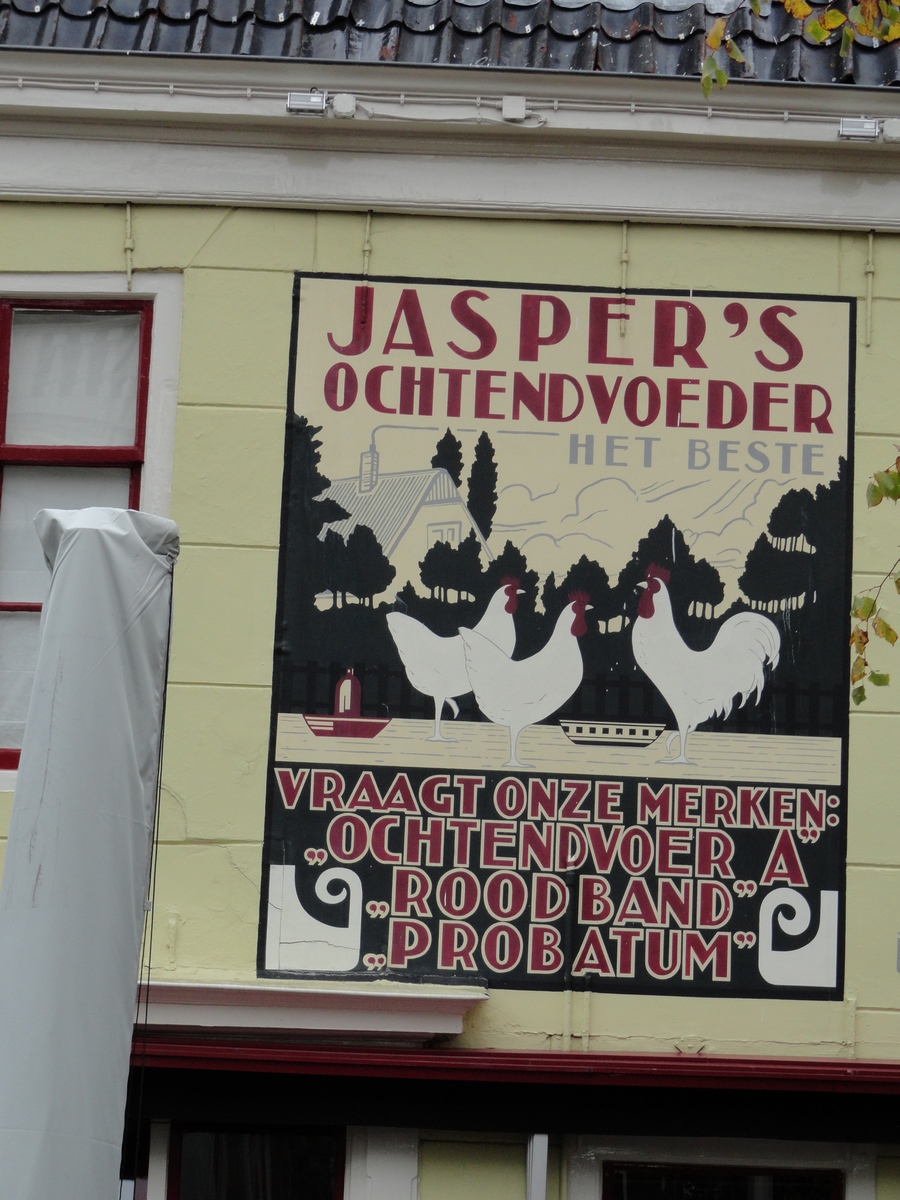 JASPER'S
OCHTENDVOEDER
HET BESTE
VRAAGT ONZE MERKEN:
„OCHTENDVOER A”
„ROODBAND”
„PROBATUM”